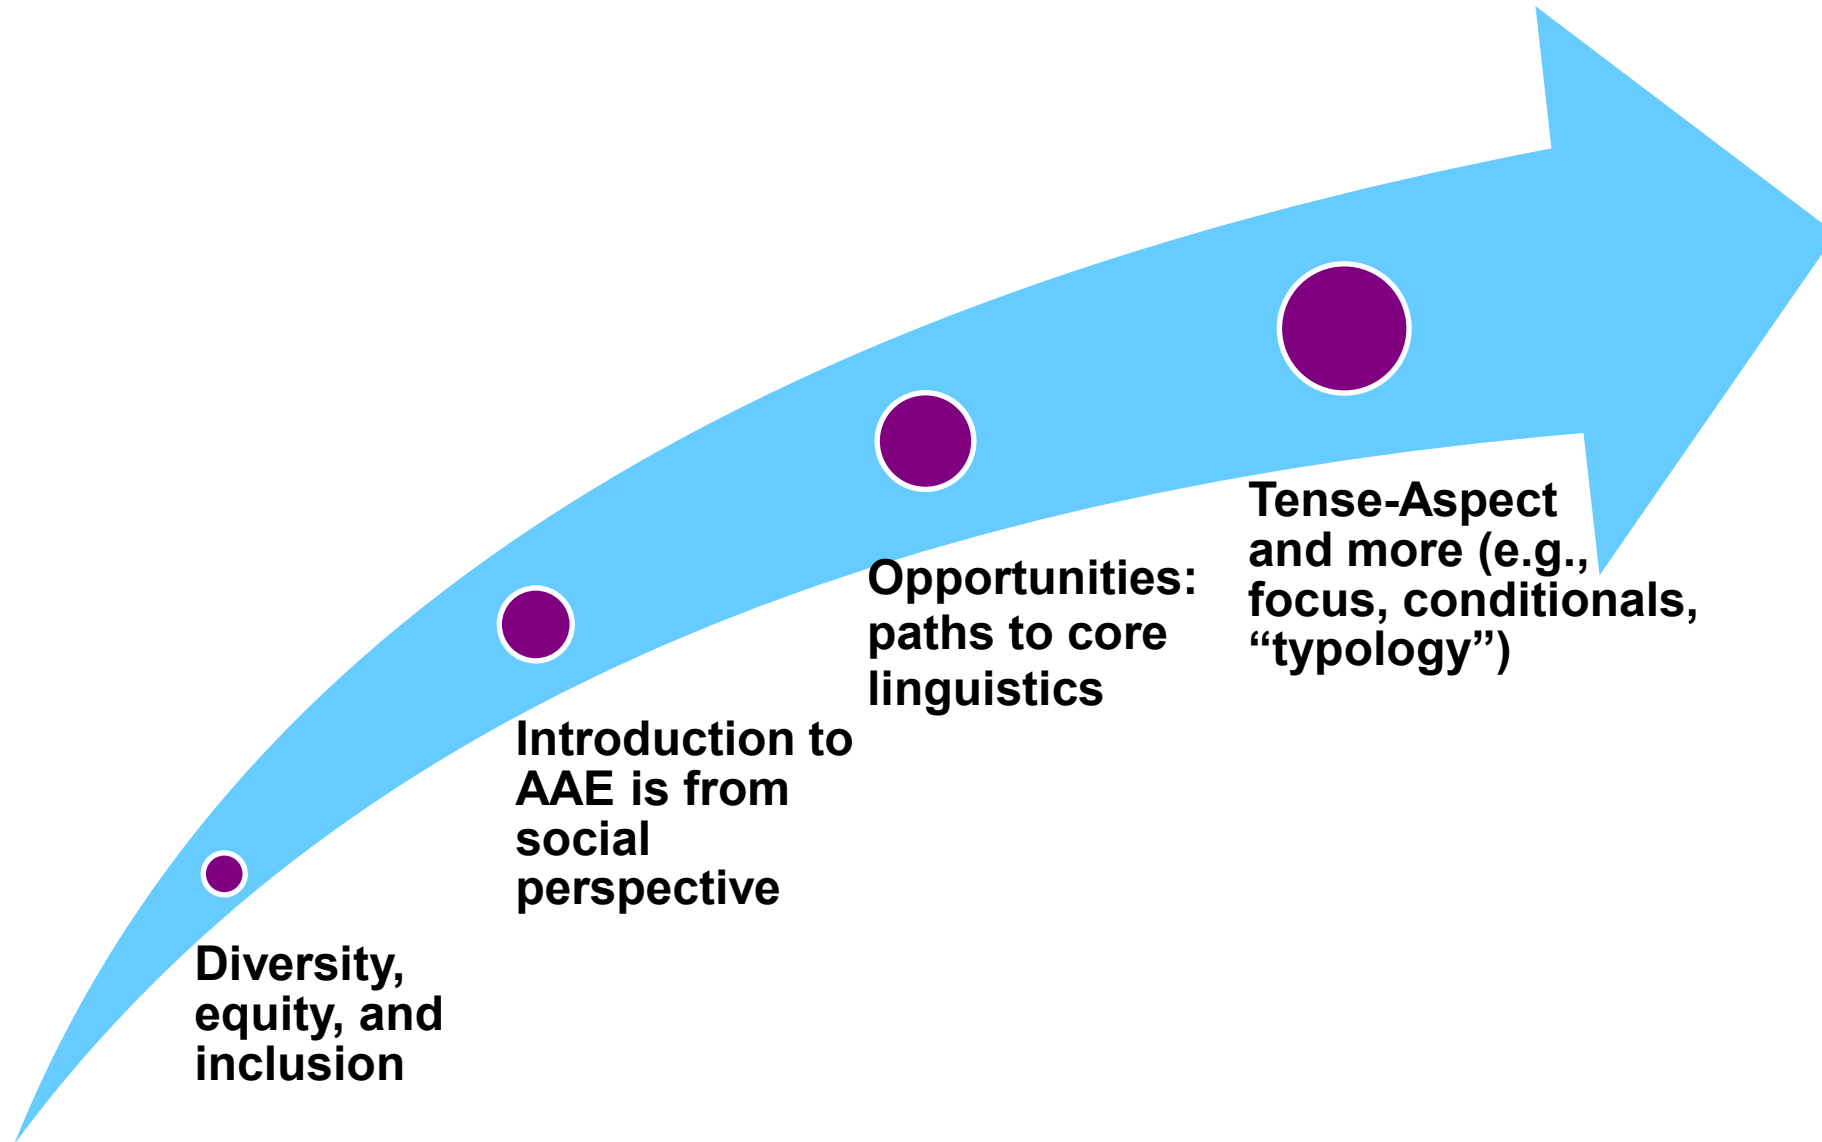 Diversity,
equity, and
inclusion
Introduction to
AAE is from
social
perspective
Opportunities:
paths to core
linguistics
Tense-Aspect
and more (e.g.,
focus, conditionals,
“typology”)